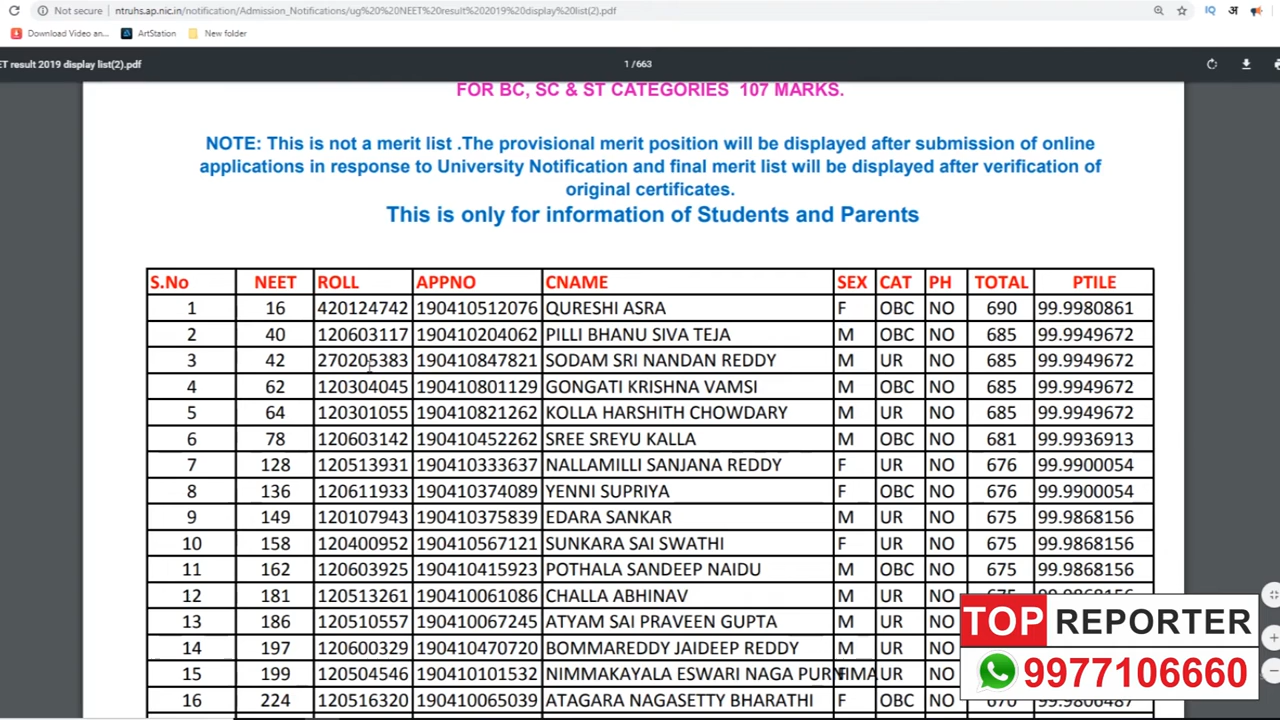 Not secure | ntruhs.ap.nic.in/notification/Admission_Notifications/ug%20%20NEET%20result%202019%20display%20list(2).pdf
Download Video an... ArtStation New folder
ET result 2019 display list(2).pdf 1 / 663
FOR BC, SC & ST CATEGORIES 107 MARKS.
NOTE: This is not a merit list .The provisional merit position will be displayed after submission of online
applications in response to University Notification and final merit list will be displayed after verification of
original certificates.
This is only for information of Students and Parents
S.No NEET ROLL APPNO CNAME SEX CAT PH TOTAL PTILE
1 16 420124742 190410512076 QURESHI ASRA F OBC NO 690 99.9980861
2 40 120603117 190410204062 PILLI BHANU SIVA TEJA M OBC NO 685 99.9949672
3 42 270205383 190410847821 SODAM SRI NANDAN REDDY M UR NO 685 99.9949672
4 62 120304045 190410801129 GONGATI KRISHNA VAMSI M OBC NO 685 99.9949672
5 64 120301055 190410821262 KOLLA HARSHITH CHOWDARY M UR NO 685 99.9949672
6 78 120603142 190410452262 SREE SREYU KALLA M OBC NO 681 99.9936913
7 128 120513931 190410333637 NALLAMILLI SANJANA REDDY F UR NO 676 99.9900054
8 136 120611933 190410374089 YENNI SUPRIYA F OBC NO 676 99.9900054
9 149 120107943 190410375839 EDARA SANKAR M UR NO 675 99.9868156
10 158 120400952 190410567121 SUNKARA SAI SWATHI F UR NO 675 99.9868156
11 162 120603925 190410415923 POTHALA SANDEEP NAIDU M OBC NO 675 99.9868156
12 181 120513261 190410061086 CHALLA ABHINAV M UR NO 675 99.9868156
13 186 120510557 190410067245 ATYAM SAI PRAVEEN GUPTA M UR NO
14 197 120600329 190410470720 BOMMAREDDY JAIDEEP REDDY M UR NO
15 199 120504546 190410101532 NIMMAKAYALA ESWARI NAGA PURNIMA F UR NO
16 224 120516320 190410065039 ATAGARA NAGASETTY BHARATHI F OBC NO 670 99.9806487
TOP REPORTER
9977106660